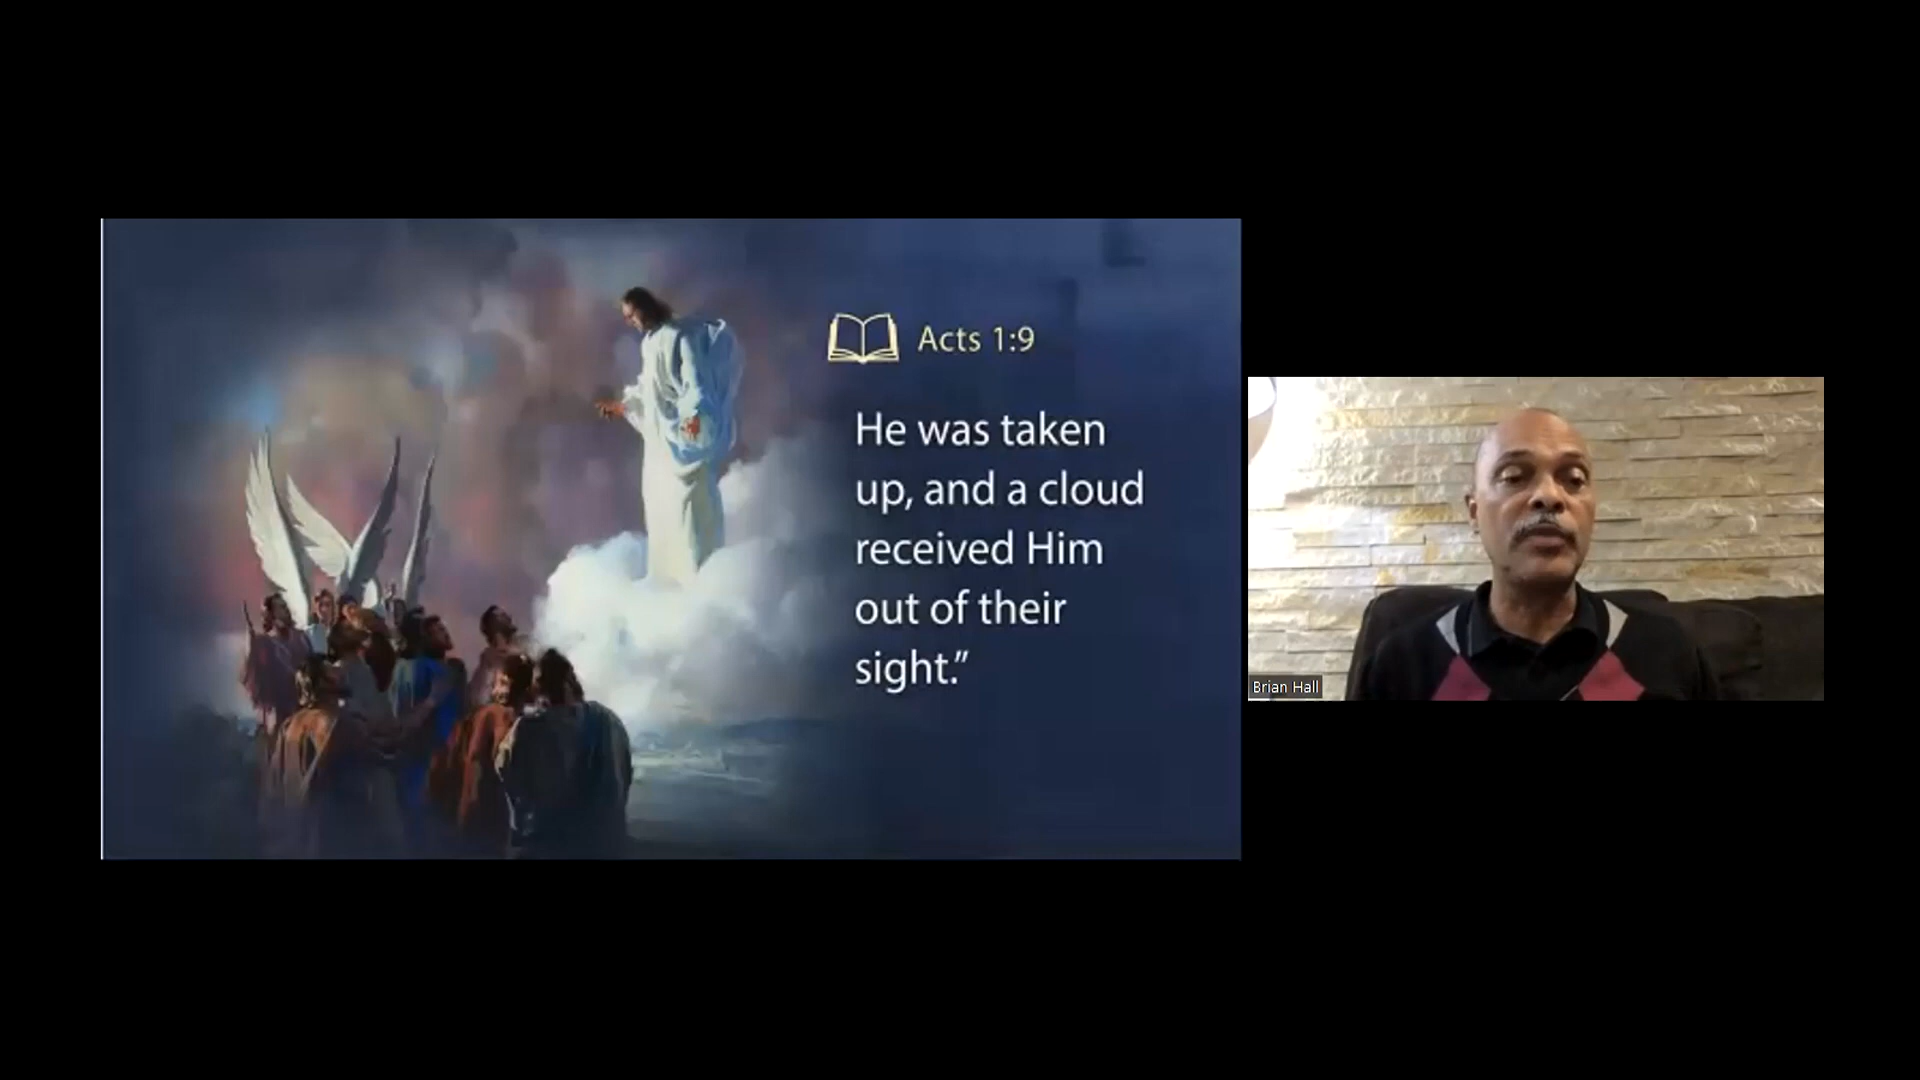 Acts 1:9
He was taken
up, and a cloud
received Him
out of their
sight.”
Brian Hall